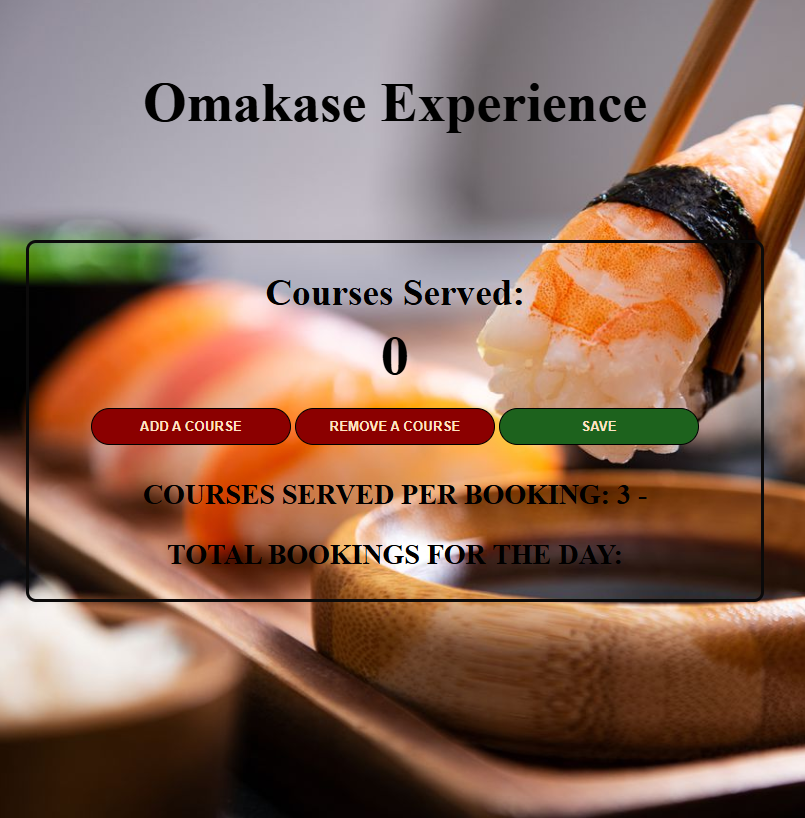 Omakase Experience
Courses Served:
0
ADD A COURSE REMOVE A COURSE SAVE
COURSES SERVED PER BOOKING: 3 -
TOTAL BOOKINGS FOR THE DAY: